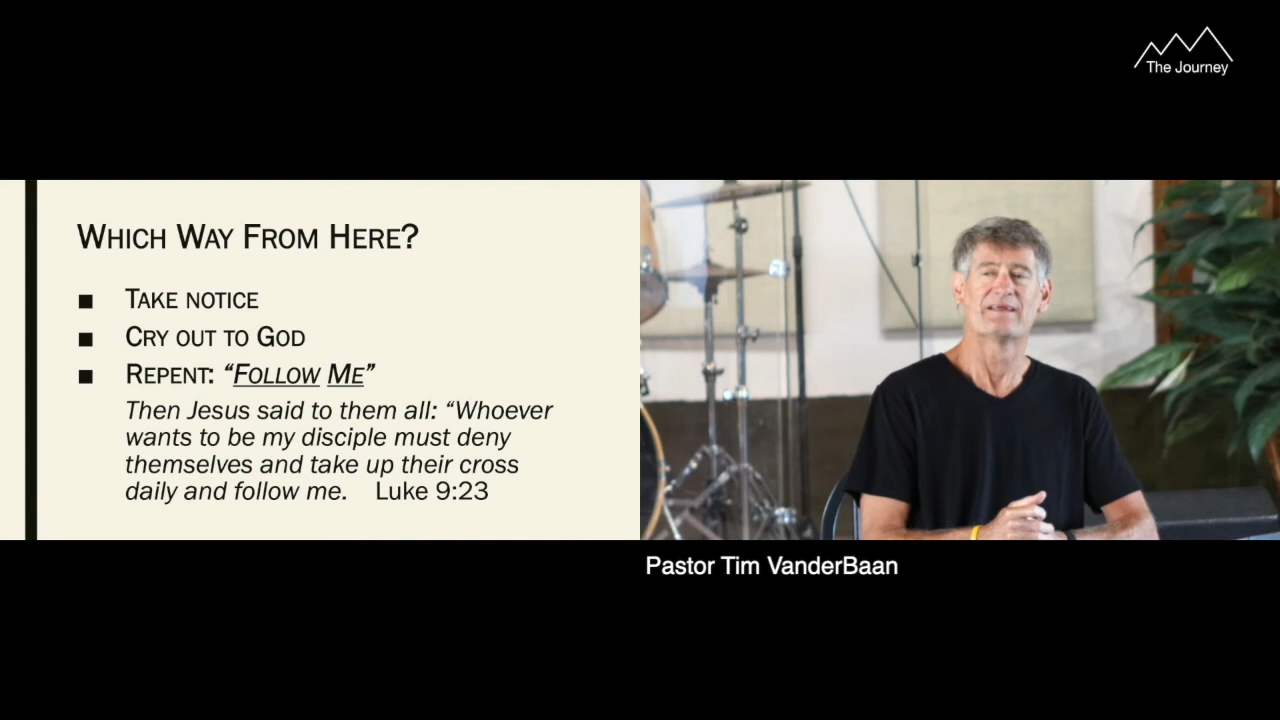 The Journey
WHICH WAY FROM HERE?
■ TAKE NOTICE
■ CRY OUT TO GOD
■ REPENT: “FOLLOW ME”
Then Jesus said to them all: “Whoever
wants to be my disciple must deny
themselves and take up their cross
daily and follow me. Luke 9:23
Pastor Tim VanderBaan